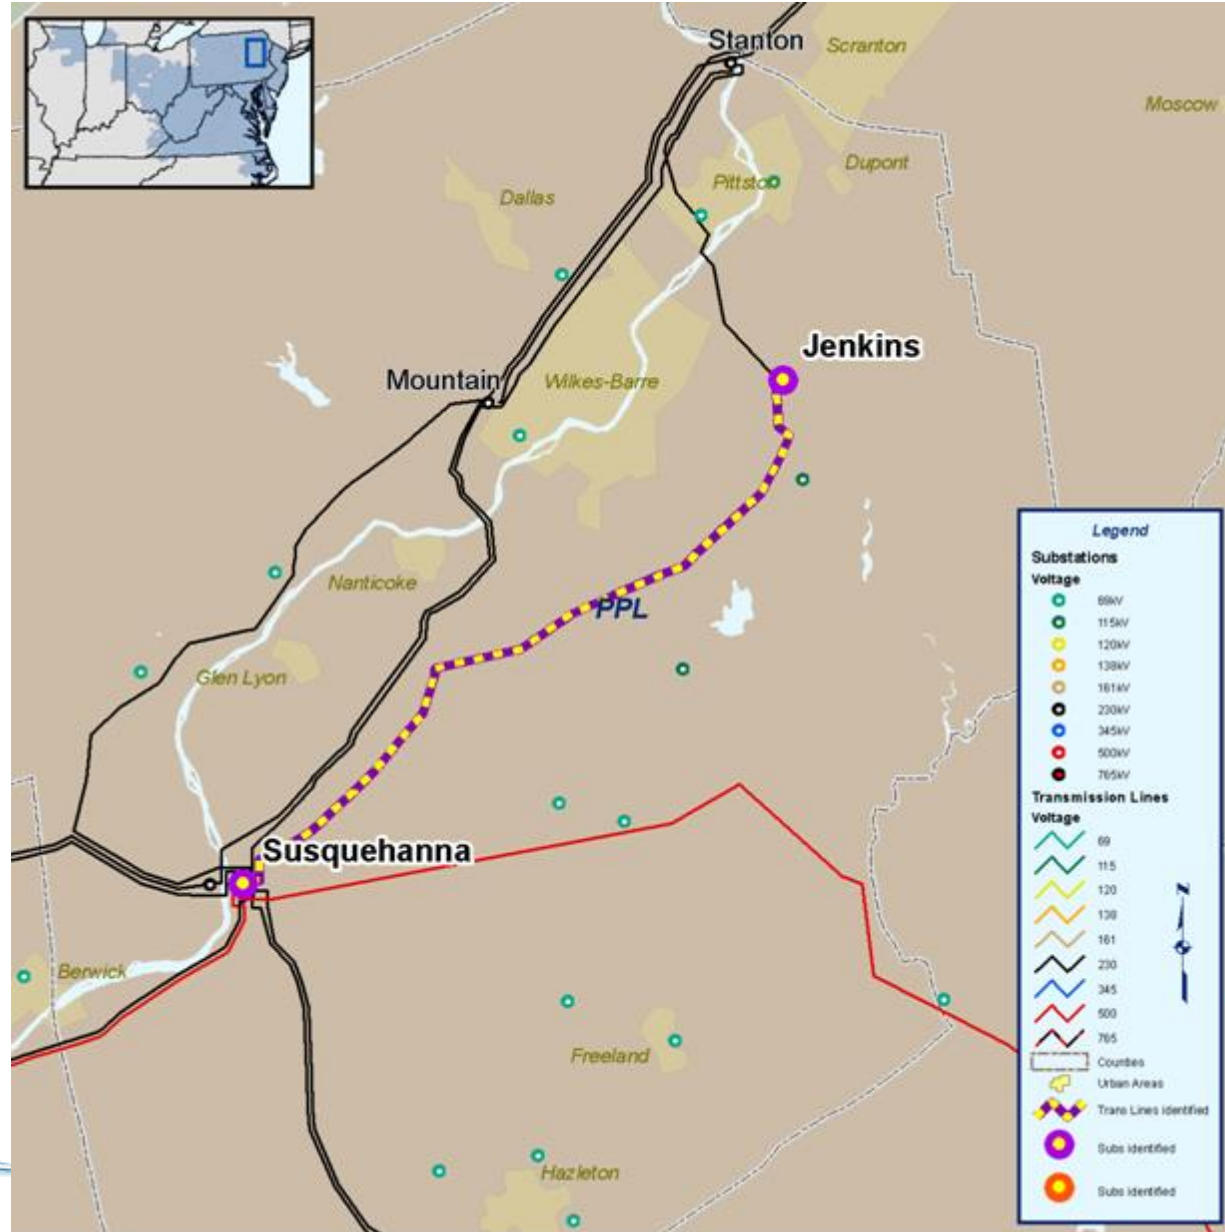 Stanton
Scranton
Moscow
Dupont
Pittston
Dallas
Jenkins
Mountain
Wilkes-Barre
Nanticoke
PPL
Glen Lyon
Susquehanna
Berwick
Freeland
Hazleton
Legend
Substations
Voltage
69kV
115kV
120kV
138kV
161kV
230kV
345kV
500kV
765kV
Transmission Lines
Voltage
69
115
120
138
161
230
345
500
765
Counties
Urban Areas
Trans Lines identified
Subs identified
Subs identified
N